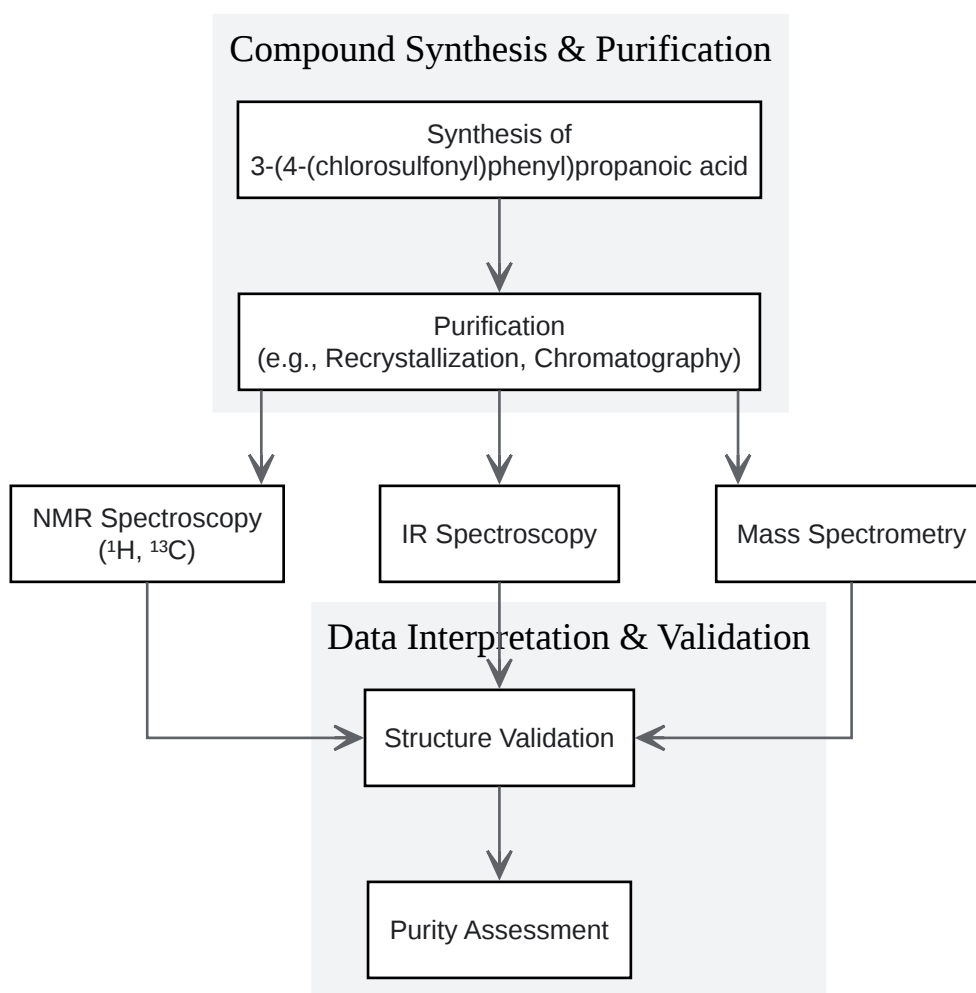 Compound Synthesis & Purification
Synthesis of
3-(4-(chlorosulfonyl)phenyl)propanoic acid
Purification
(e.g., Recrystallization, Chromatography)
NMR Spectroscopy
(¹H, ¹³C)
IR Spectroscopy
Mass Spectrometry
Data Interpretation & Validation
Structure Validation
Purity Assessment